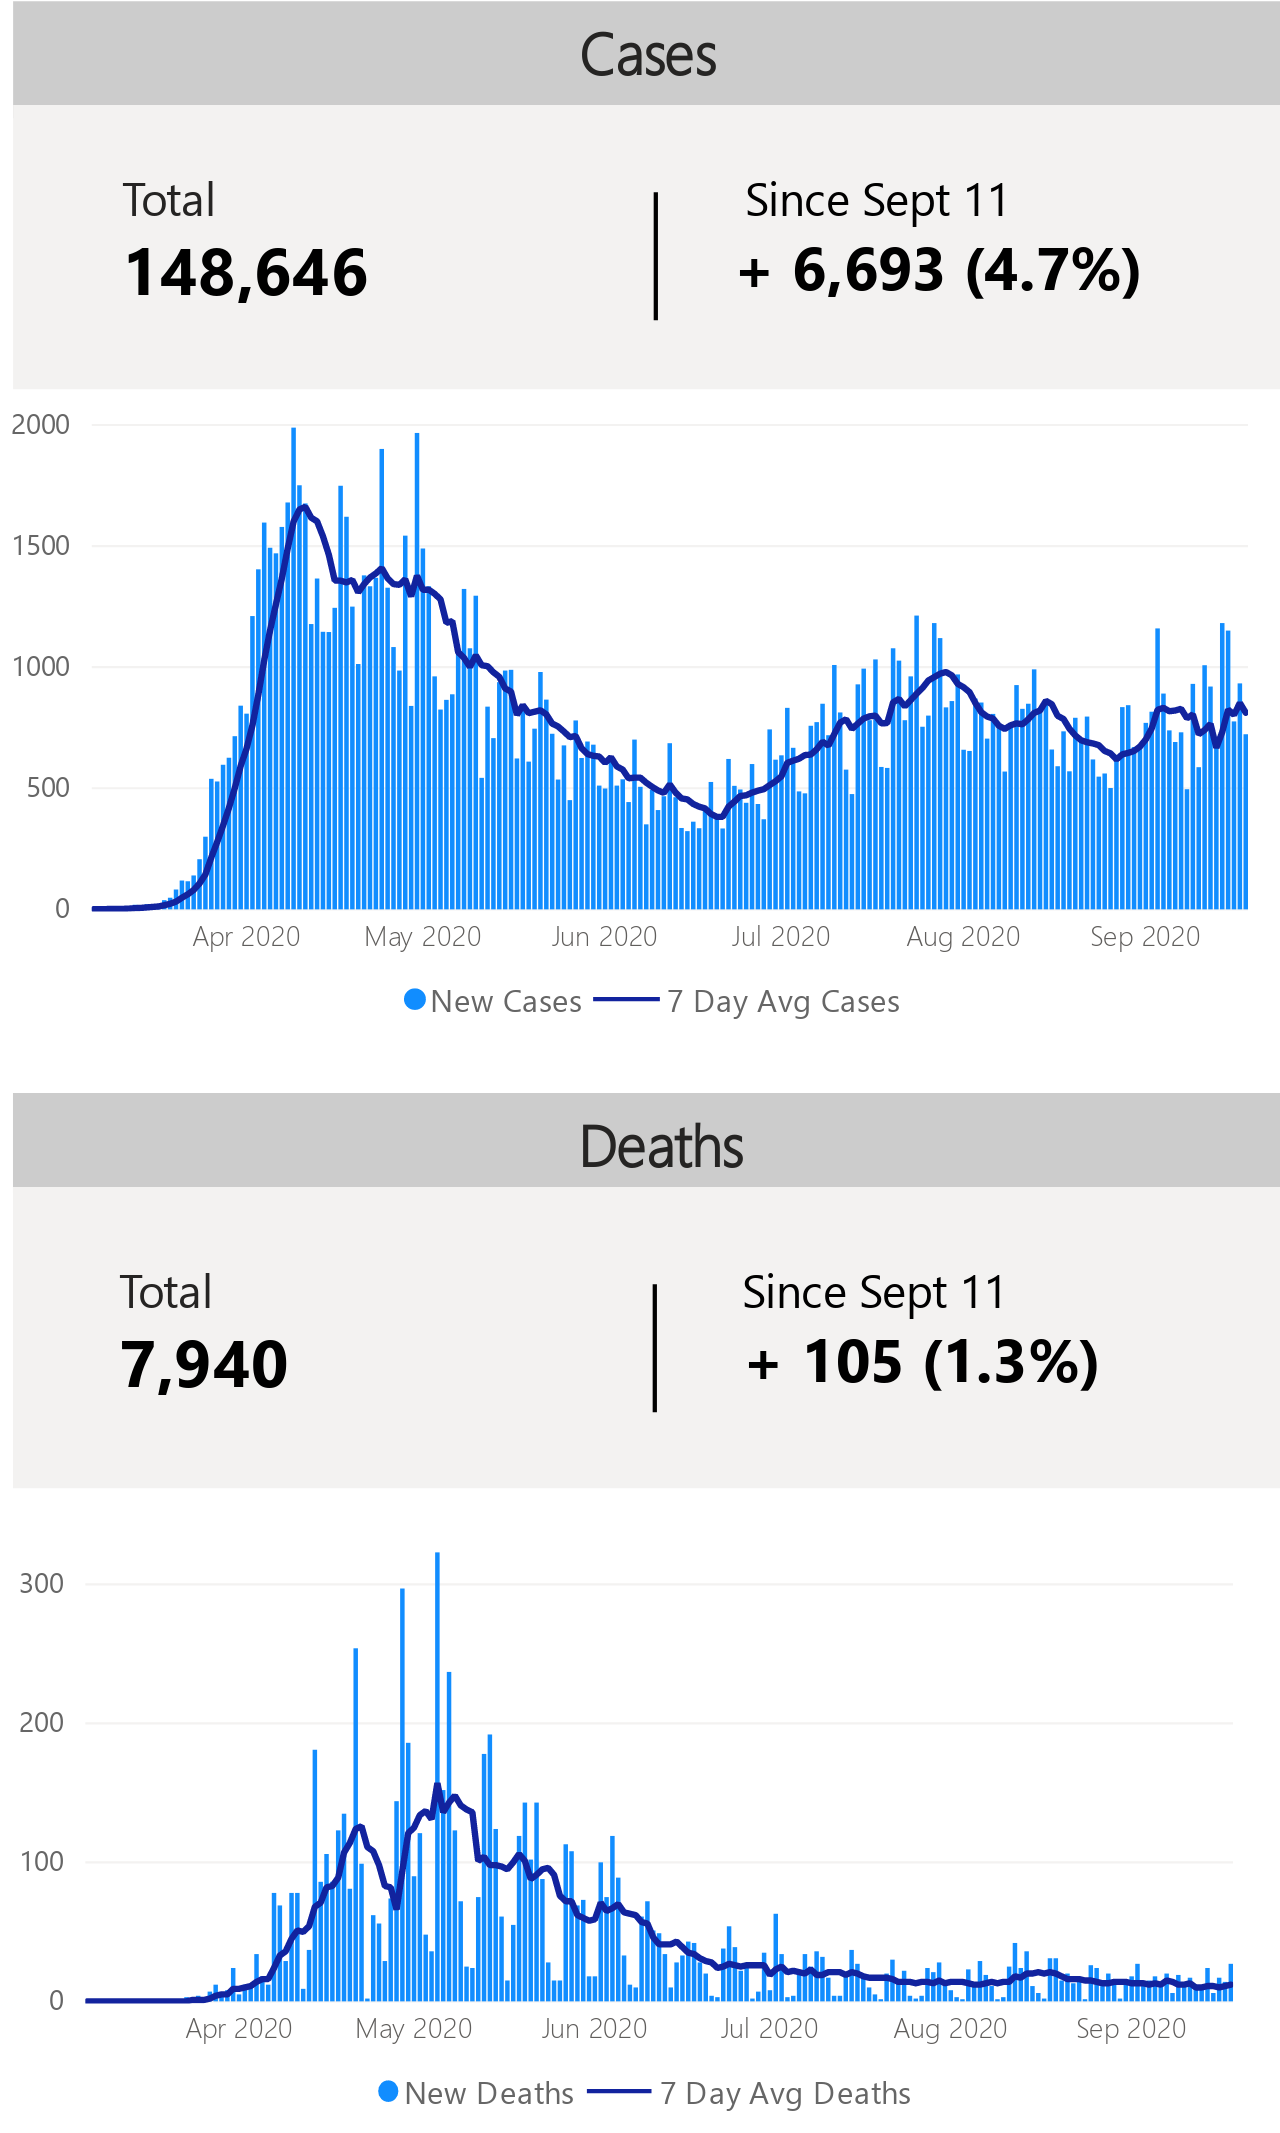 Cases
Total
Since Sept 11
148,646
+ 6,693 (4.7%)
2000
1500
1000
500
0
Apr 2020
May 2020
Jun 2020
Jul 2020
Aug 2020
Sep 2020
New Cases
7 Day Avg Cases
Deaths
Total
Since Sept 11
7,940
+ 105 (1.3%)
300
200
100
0
Apr 2020
May 2020
Jun 2020
Jul 2020
Aug 2020
Sep 2020
New Deaths
7 Day Avg Deaths